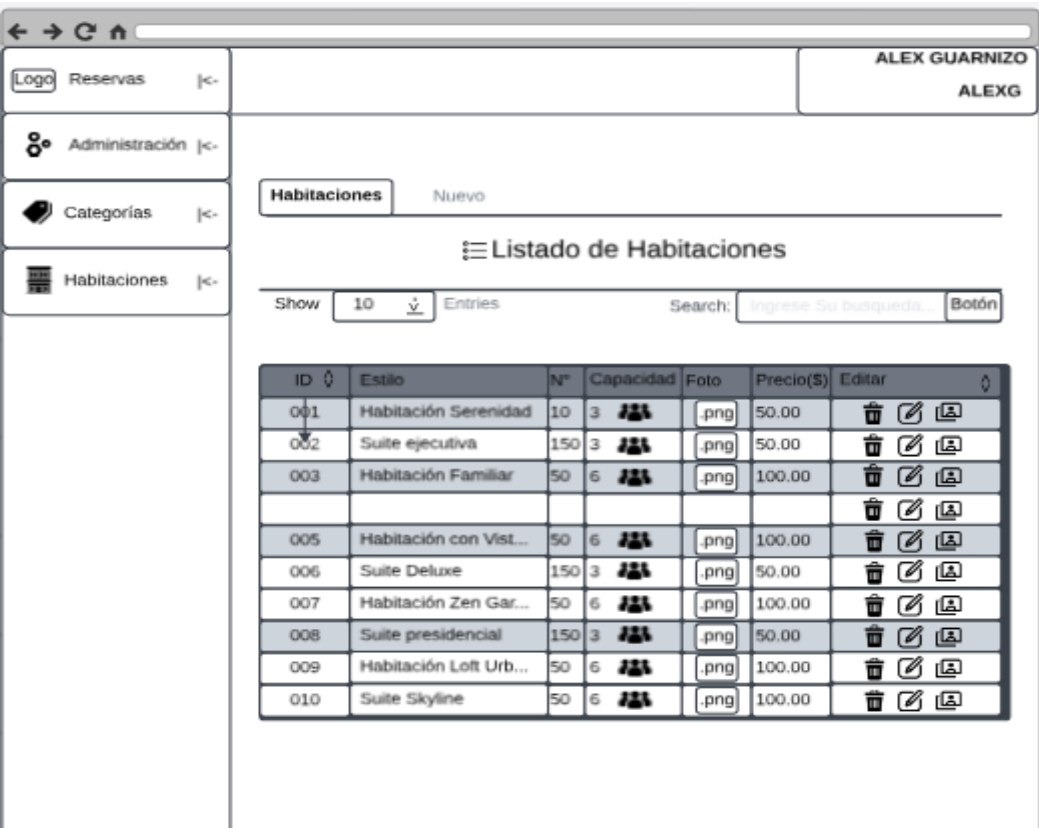 ALEX GUARNIZO
Logo Reservas |<-
ALEXG
Administración |<-
Categorías |<-
Habitaciones |<-
Habitaciones Nuevo
Listado de Habitaciones
Show 10 Entries Search: Ingrese Su busqueda... Botón
ID Estilo N° Capacidad Foto Precio($) Editar
001 Habitación Serenidad 10 3 .png 50.00
002 Suite ejecutiva 150 3 .png 50.00
003 Habitación Familiar 50 6 .png 100.00
005 Habitación con Vist... 50 6 .png 100.00
006 Suite Deluxe 150 3 .png 50.00
007 Habitación Zen Gar... 50 6 .png 100.00
008 Suite presidencial 150 3 .png 50.00
009 Habitación Loft Urb... 50 6 .png 100.00
010 Suite Skyline 50 6 .png 100.00